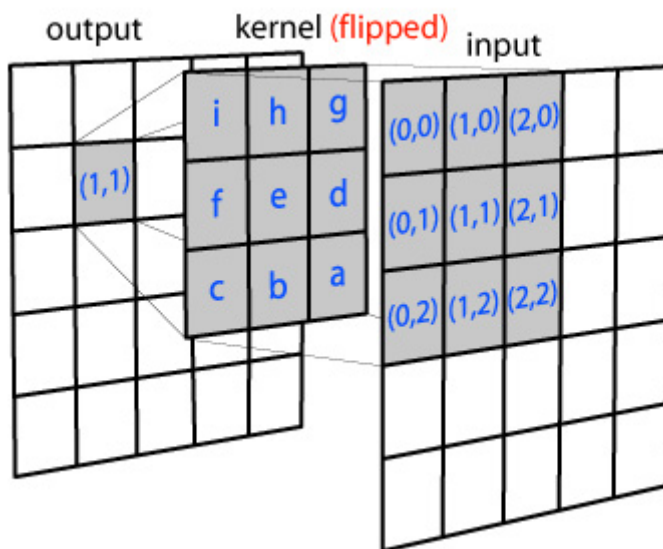 output
kernel (flipped)
input
(1,1)
i h g
f e d
c b a
(0,0) (1,0) (2,0)
(0,1) (1,1) (2,1)
(0,2) (1,2) (2,2)